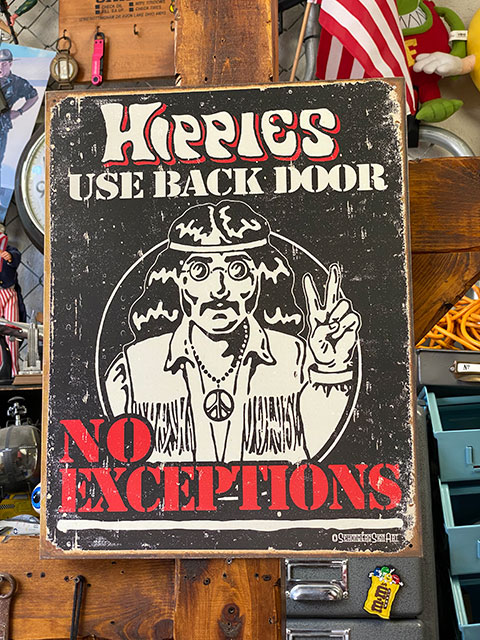 HIPPIES
USE BACK DOOR
NO
EXCEPTIONS
m&m's